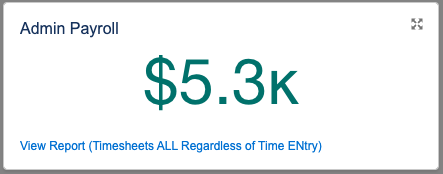 Admin Payroll
$5.3K
View Report (Timesheets ALL Regardless of Time ENtry)